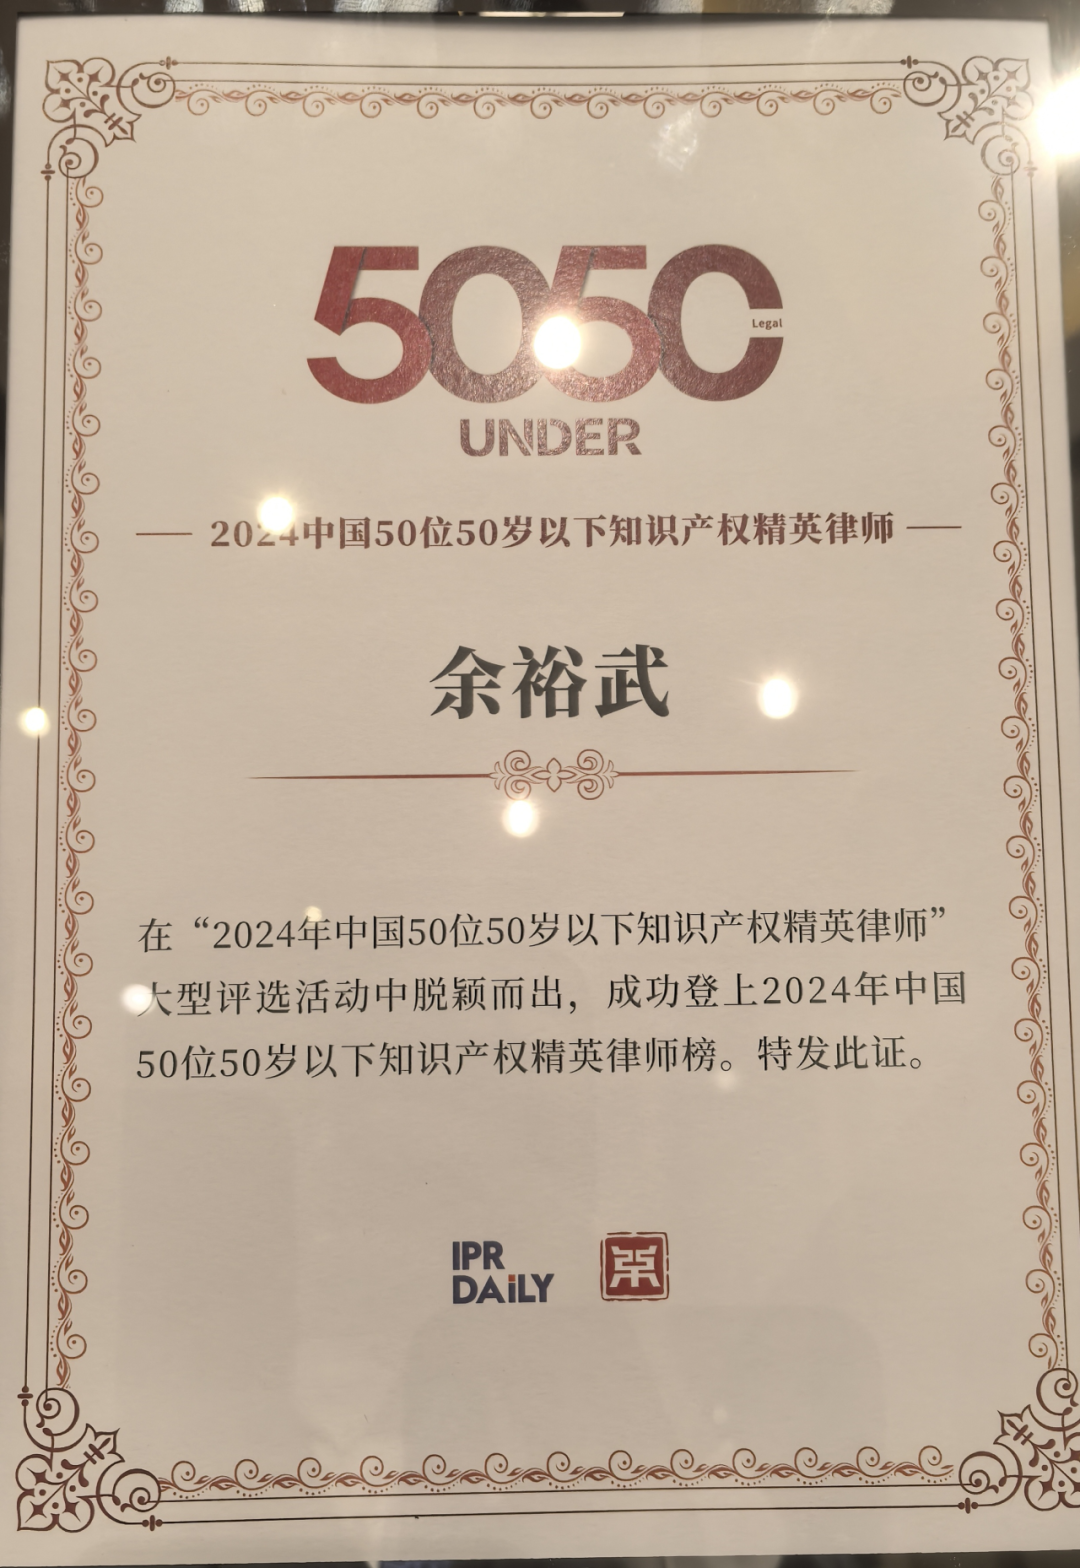 5050
Legal
UNDER
2024中国50位50岁以下知识产权精英律师
余裕武
在“2024年中国50位50岁以下知识产权精英律师”
大型评选活动中脱颖而出，成功登上2024年中国
50位50岁以下知识产权精英律师榜。特发此证。
IPR
DAiLY